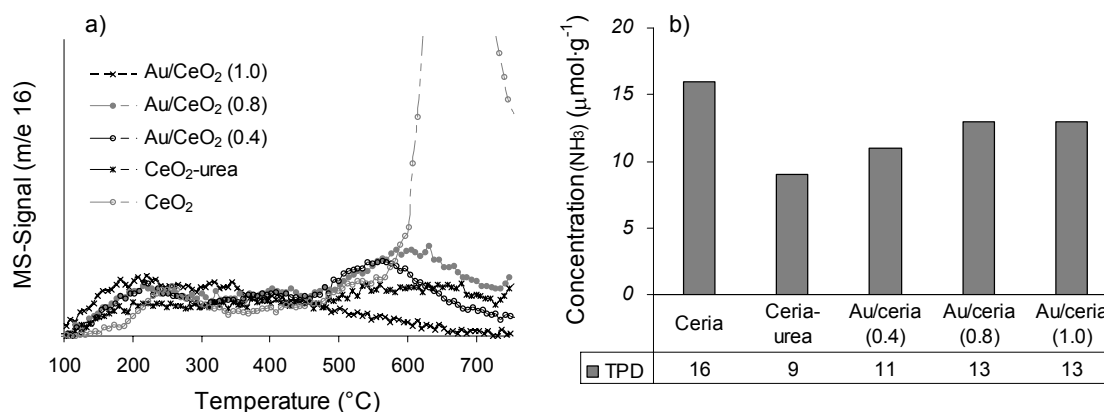 a)
MS-Signal (m/e 16)
Au/CeO₂ (1.0)
Au/CeO₂ (0.8)
Au/CeO₂ (0.4)
CeO₂-urea
CeO₂
100 200 300 400 500 600 700
Temperature (°C)
b)
Concentration (NH₃) (μmol·g⁻¹)
20
15
10
5
0
Ceria Ceria-urea Au/ceria (0.4) Au/ceria (0.8) Au/ceria (1.0)
TPD 16 9 11 13 13